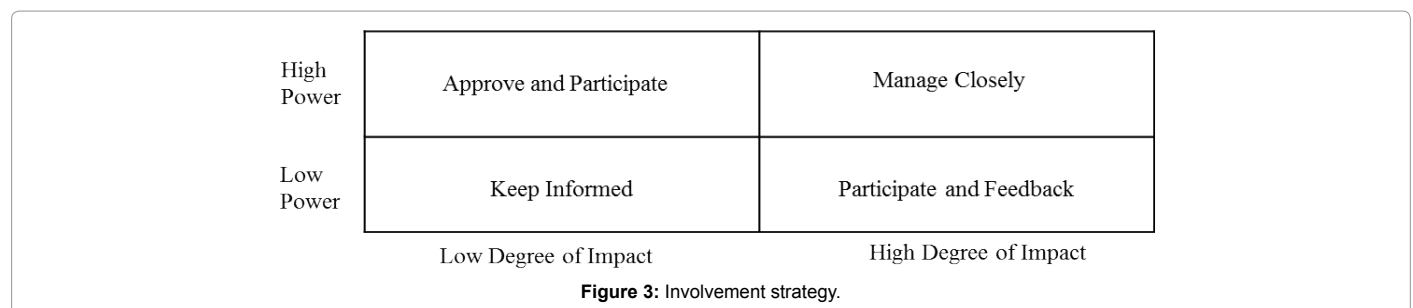 High
Power
Approve and Participate
Manage Closely
Low
Power
Keep Informed
Participate and Feedback
Low Degree of Impact
High Degree of Impact
Figure 3: Involvement strategy.